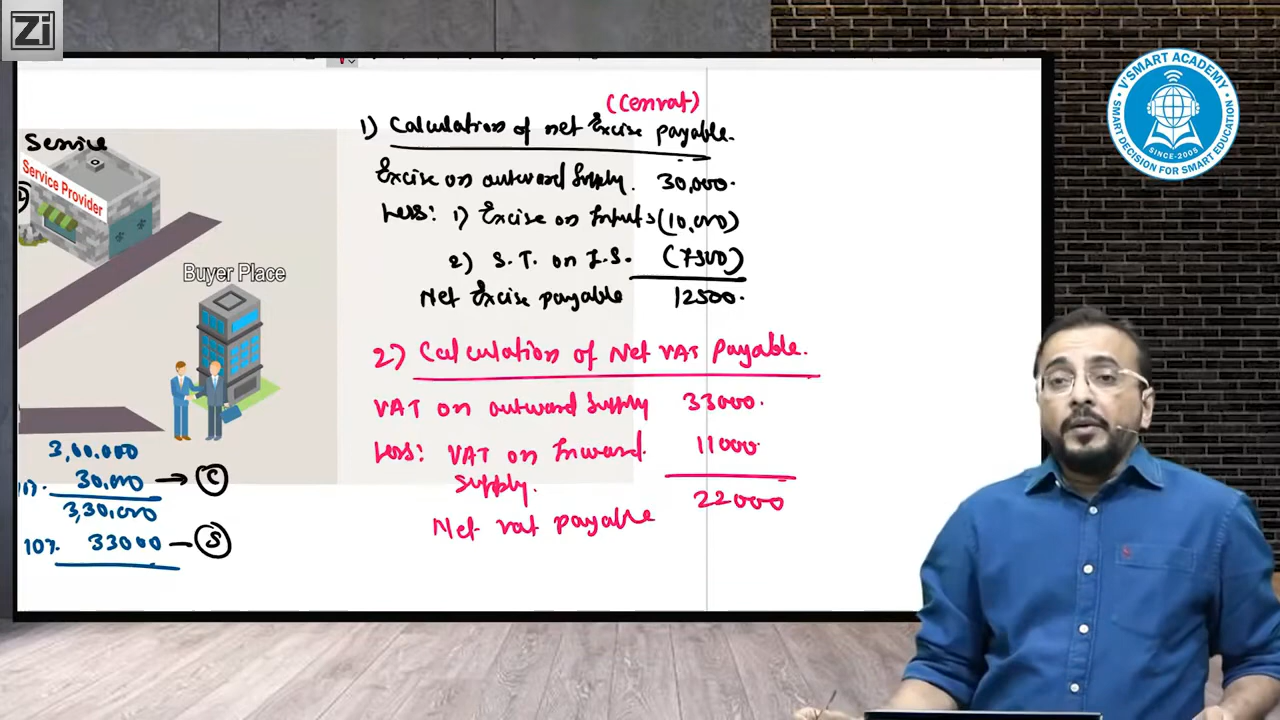 Zi
V'SMART ACADEMY
SMART DECISION FOR SMART EDUCATION
SINCE-2005
Service
Service Provider
Buyer Place
3,00,000
30,000 → C
3,30,000
10%. 33000 — S
(Cenvat)
1) Calculation of net Excise payable.
Excise on outward Supply. 30,000.
Less: 1) Excise on Inputs (10,000)
2) S.T. on I.S. (7500)
Net Excise payable 12500.
2) Calculation of Net VAT Payable.
VAT on outward Supply 33000.
Less: VAT on Inward 11000
Supply.
Net vat payable 22000